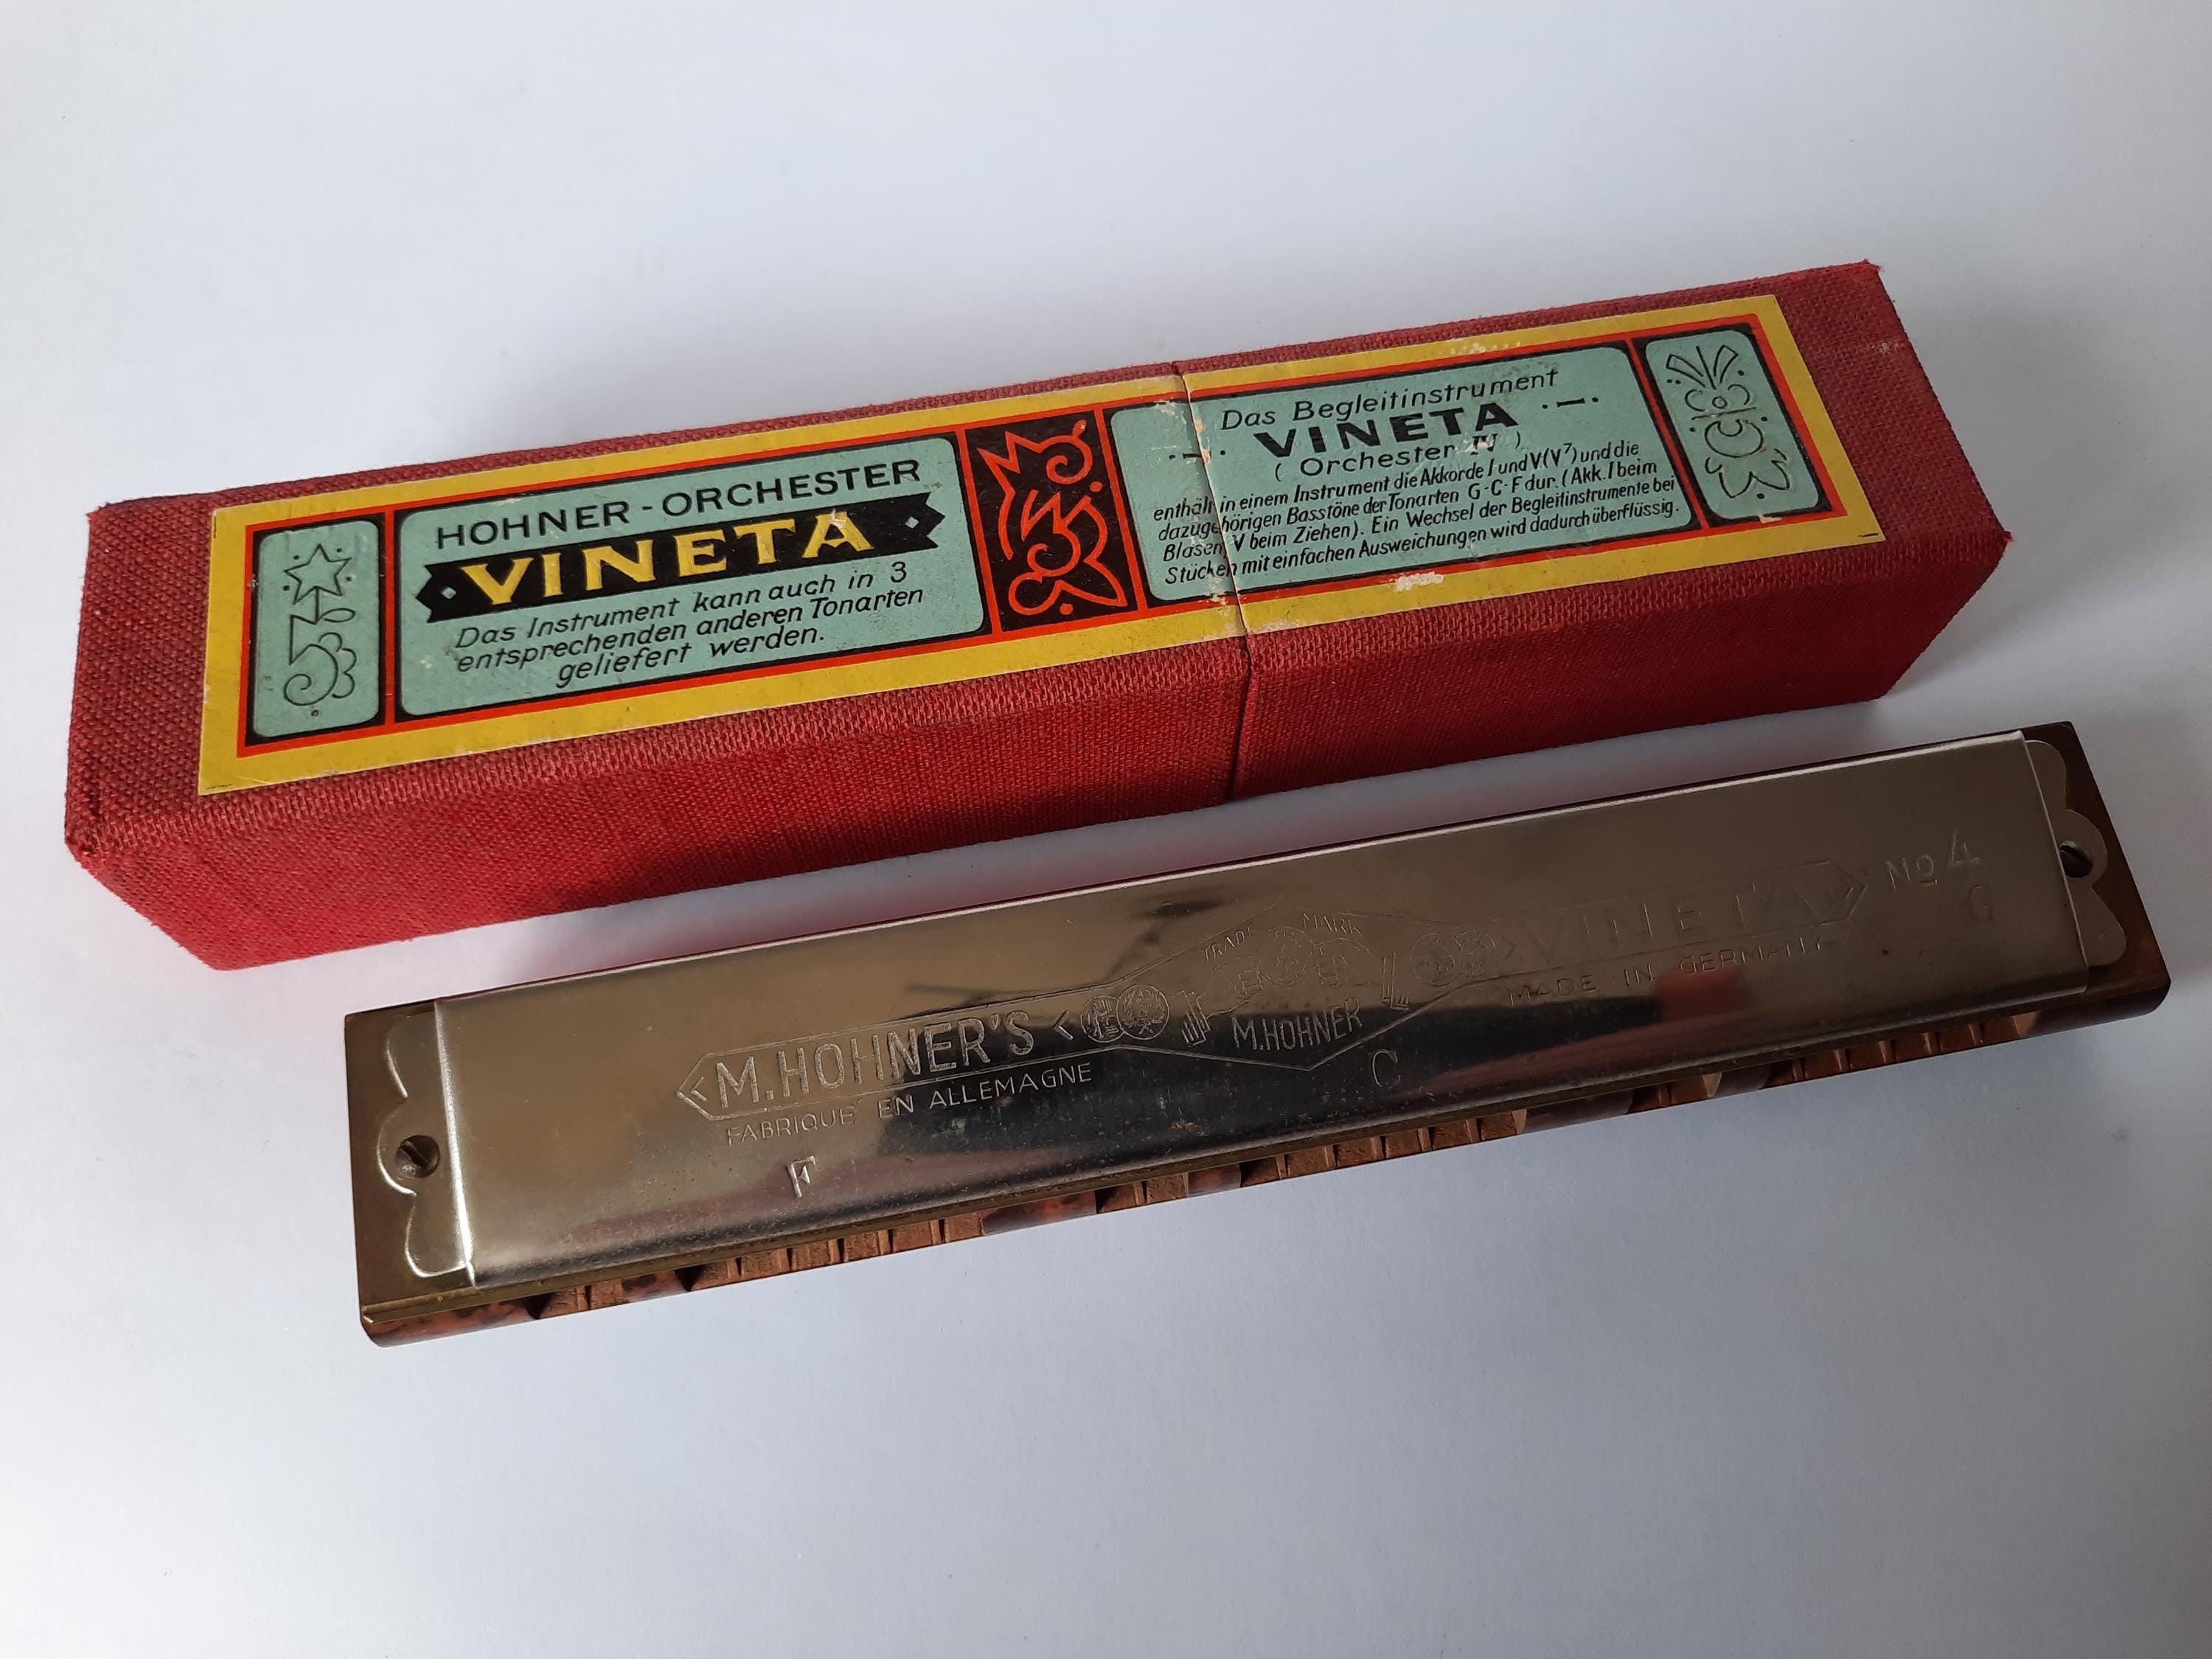 HOHNER-ORCHESTER
VINETA
Das Instrument kann auch in 3
entsprechenden anderen Tonarten
geliefert werden.
Das Begleitinstrument
VINETA
(Orchester IV)
enthält in einem Instrument die Akkorde I und V(V⁷) und die
dazugehörigen Basstöne der Tonarten G-C-F dur. (Akk. I beim
Blasen, V beim Ziehen). Ein Wechsel der Begleitinstrumente bei
Stücken mit einfachen Ausweichungen wird dadurch überflüssig.
M.HOHNER'S
FABRIQUÉ EN ALLEMAGNE
F
TRADE MARK
M.HOHNER
C
VINETA
No 4
MADE IN GERMANY
G